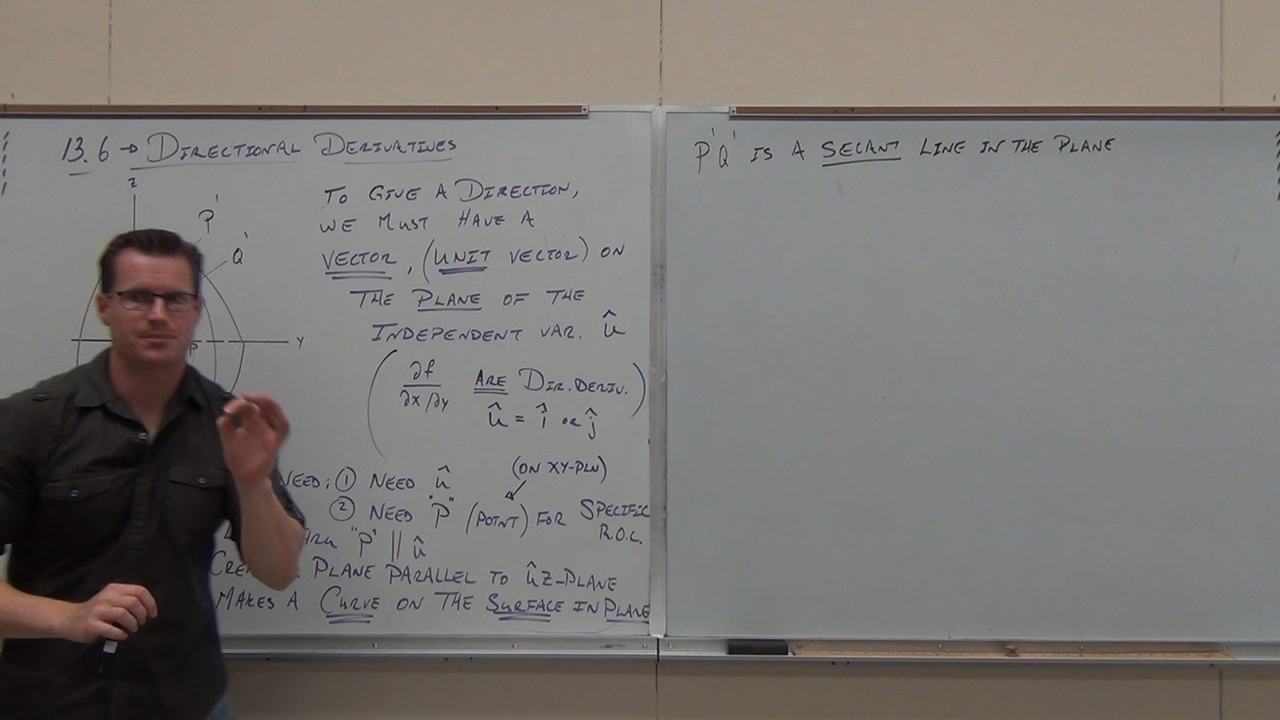 13.6 → DIRECTIONAL DERIVATIVES
z
P'
Q'
y
P
TO GIVE A DIRECTION,
WE MUST HAVE A
VECTOR, (UNIT VECTOR) ON
THE PLANE OF THE
INDEPENDENT VAR. û
(∂f/∂x/∂y ARE DIR. DERIV.)
û = î OR ĵ
NEED; ① NEED û
(ON XY-PLN)
② NEED "P" (POINT) FOR SPECIFIC
R.O.C.
"P" || û
PLANE PARALLEL TO ûz-PLANE
MAKES A CURVE ON THE SURFACE IN PLANE
P'Q' IS A SECANT LINE IN THE PLANE